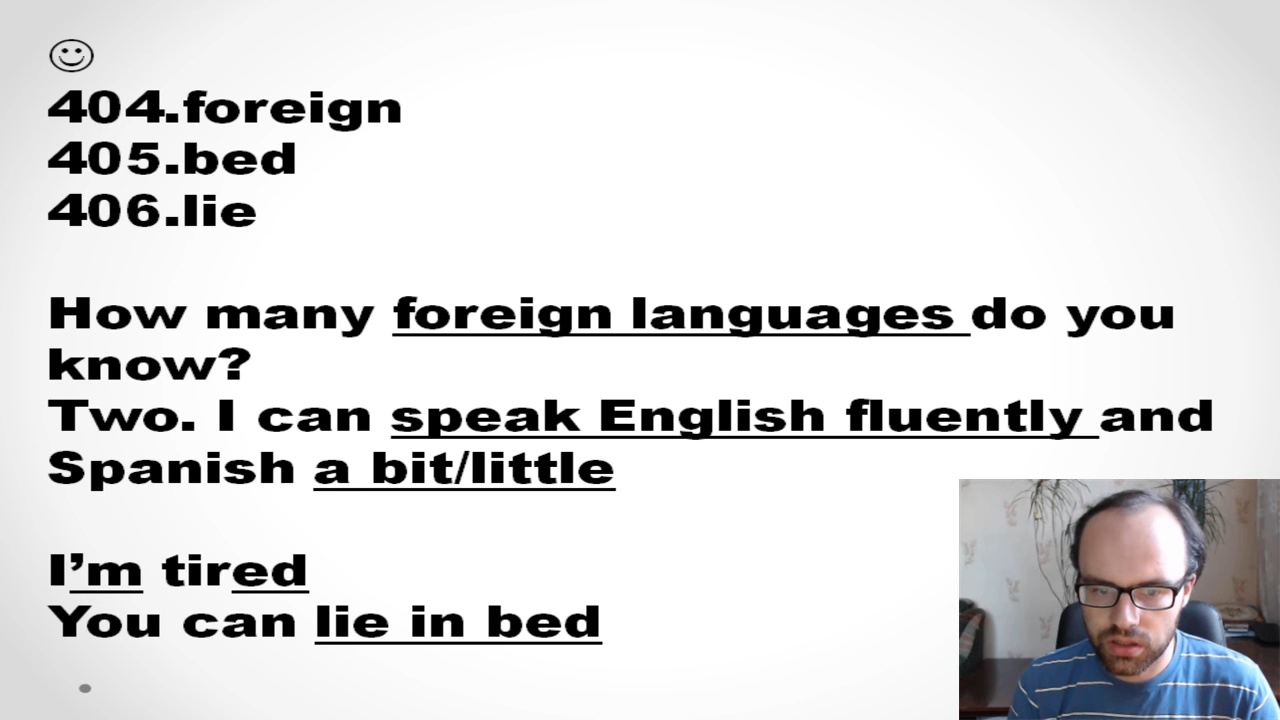 404.foreign
405.bed
406.lie
How many foreign languages do you
know?
Two. I can speak English fluently and
Spanish a bit/little
I’m tired
You can lie in bed